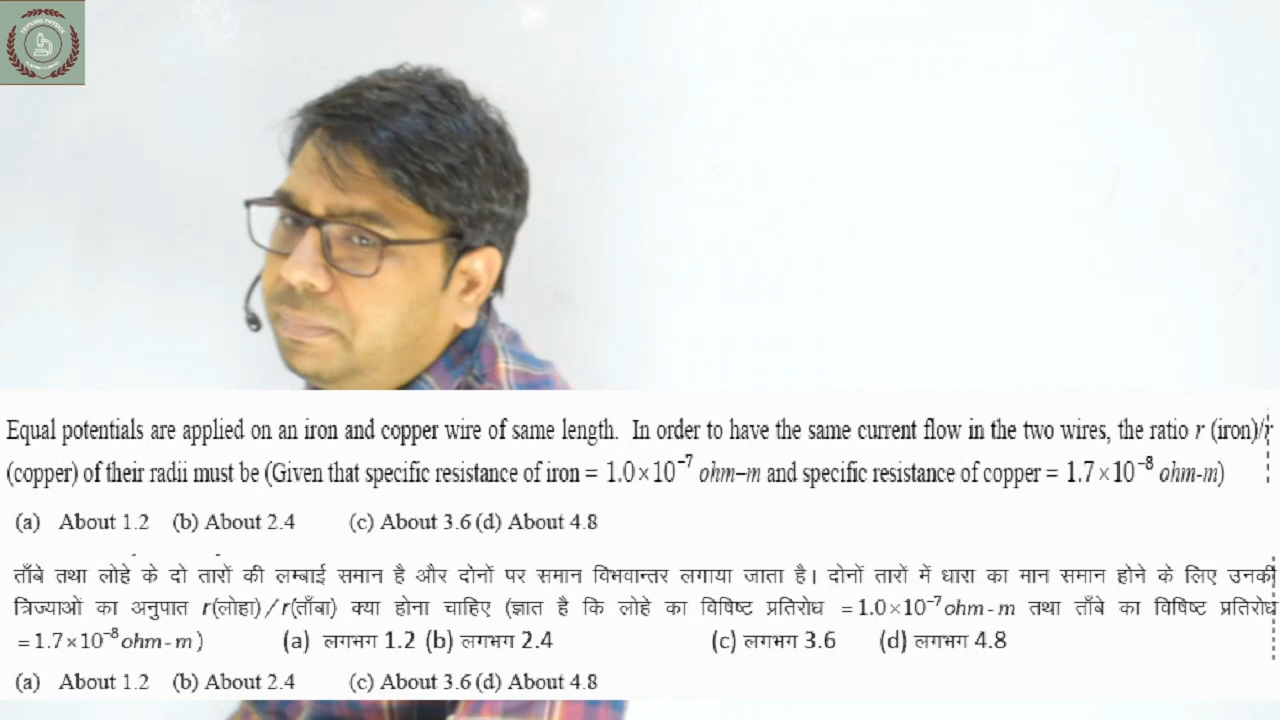 Equal potentials are applied on an iron and copper wire of same length. In order to have the same current flow in the two wires, the ratio r (iron)/r
(copper) of their radii must be (Given that specific resistance of iron = 1.0×10⁻⁷ ohm–m and specific resistance of copper = 1.7×10⁻⁸ ohm-m)
(a) About 1.2 (b) About 2.4 (c) About 3.6 (d) About 4.8
ताँबे तथा लोहे के दो तारों की लम्बाई समान है और दोनों पर समान विभवान्तर लगाया जाता है। दोनों तारों में धारा का मान समान होने के लिए उनकी
त्रिज्याओं का अनुपात r(लोहा)/r(ताँबा) क्या होना चाहिए (ज्ञात है कि लोहे का विषिष्ट प्रतिरोध =1.0×10⁻⁷ohm-m तथा ताँबे का विषिष्ट प्रतिरोध
=1.7×10⁻⁸ohm-m) (a) लगभग 1.2 (b) लगभग 2.4 (c) लगभग 3.6 (d) लगभग 4.8
(a) About 1.2 (b) About 2.4 (c) About 3.6 (d) About 4.8